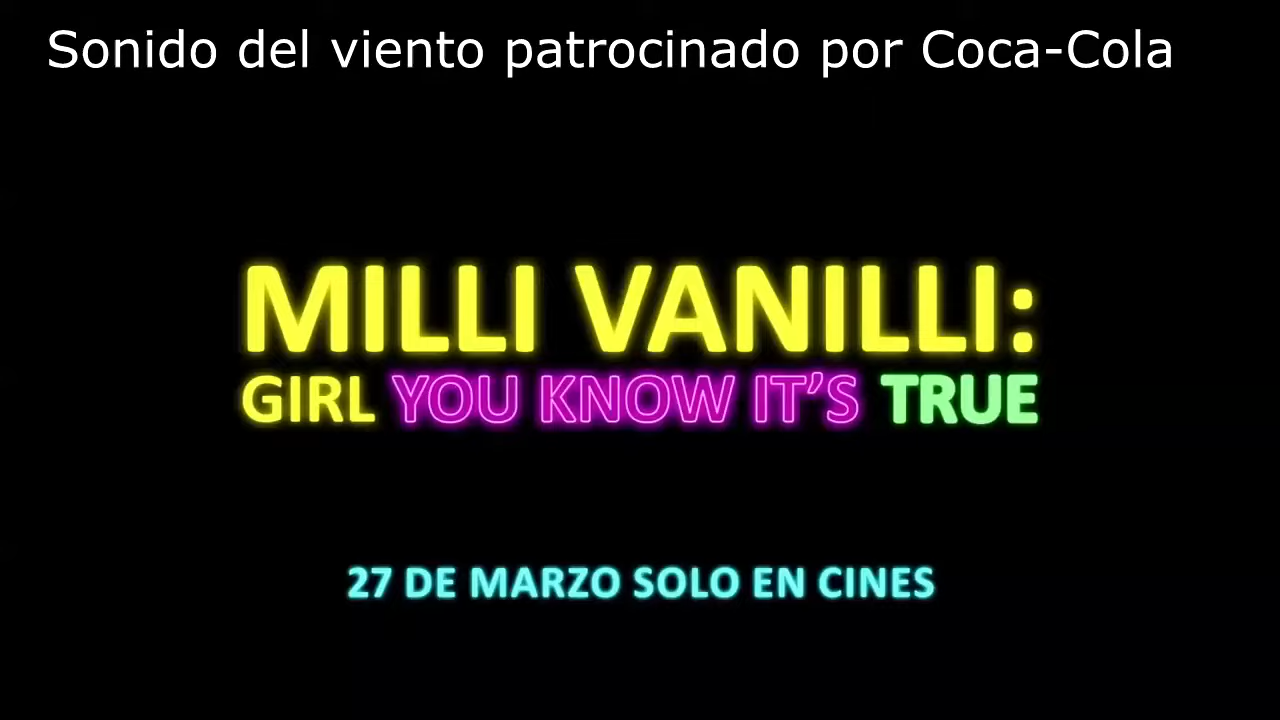 Sonido del viento patrocinado por Coca-Cola
MILLI VANILLI:
GIRL YOU KNOW IT’S TRUE
27 DE MARZO SOLO EN CINES